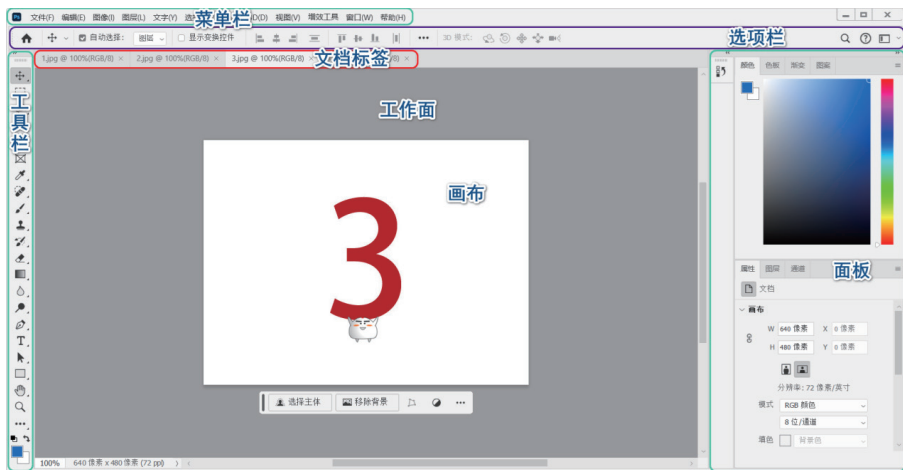 Ps 文件(F) 编辑(E) 图像(I) 图层(L) 文字(Y) 菜单栏 (D) 视图(V) 增效工具 窗口(W) 帮助(H)
自动选择: 图层 显示变换控件 3D 模式: 选项栏
1.jpg @ 100%(RGB/8) × 2.jpg @ 100%(RGB/8) × 3.jpg @ 100%(RGB/8) 文档标签 /8) ×
颜色 色板 渐变 图案
工具栏
工作面
画布
3
属性 图层 通道 面板
文档
画布
W 640 像素 X 0 像素
H 480 像素 Y 0 像素
分辨率: 72 像素/英寸
选择主体 移除背景
模式 RGB 颜色
8 位/通道
填色 背景色
T
100% 640 像素 x 480 像素 (72 ppi)